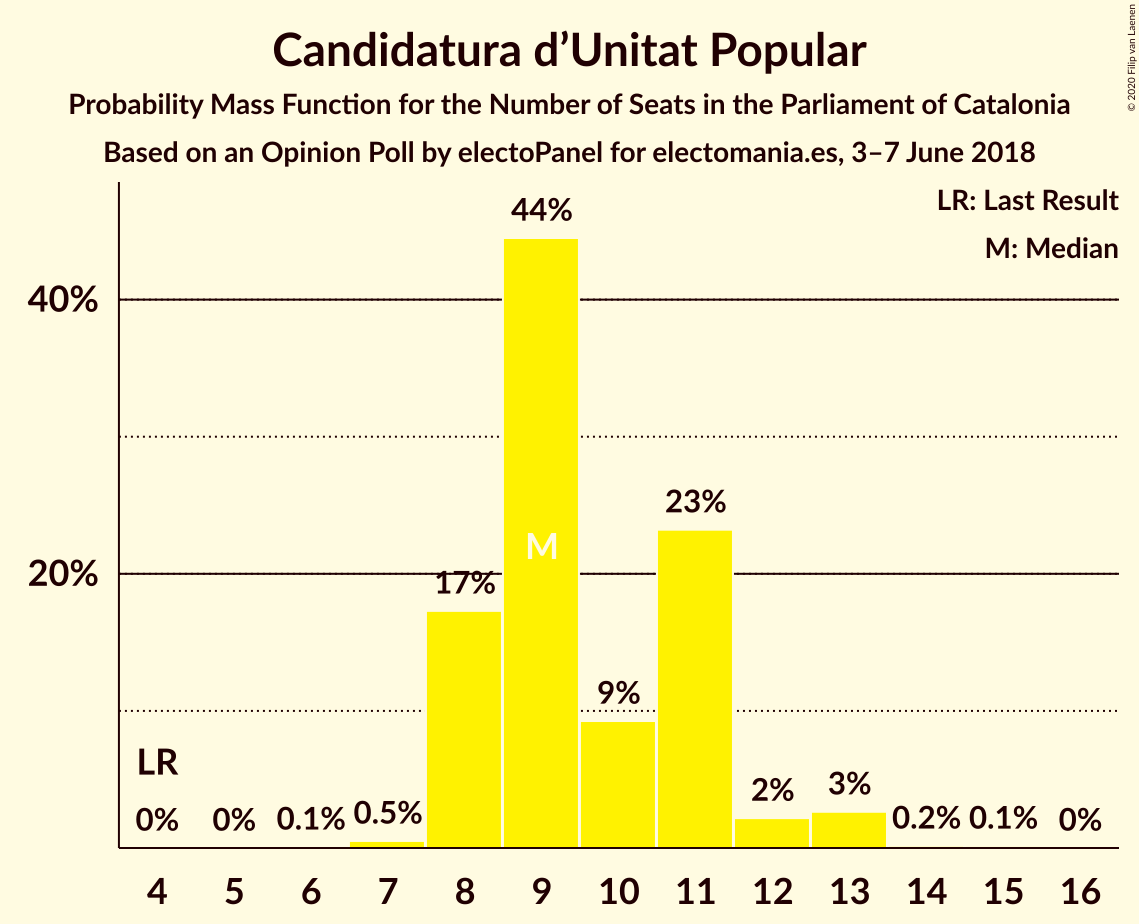 Candidatura d’Unitat Popular
Probability Mass Function for the Number of Seats in the Parliament of Catalonia
Based on an Opinion Poll by electoPanel for electomania.es, 3–7 June 2018
© 2020 Filip van Laenen
LR: Last Result
M: Median
44%
40%
23%
M
20%
17%
9%
LR
0% 0% 0.1% 0.5% 2% 3% 0.2% 0.1% 0%
4 5 6 7 8 9 10 11 12 13 14 15 16